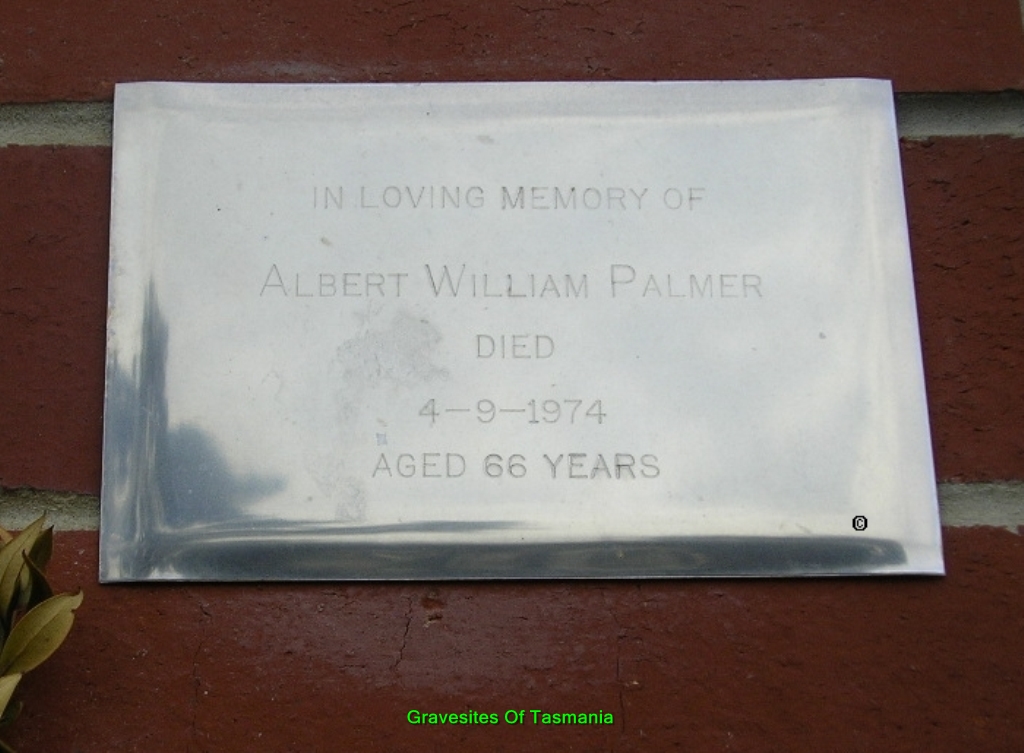 IN LOVING MEMORY OF
ALBERT WILLIAM PALMER
DIED
4-9-1974
AGED 66 YEARS
©
Gravesites Of Tasmania